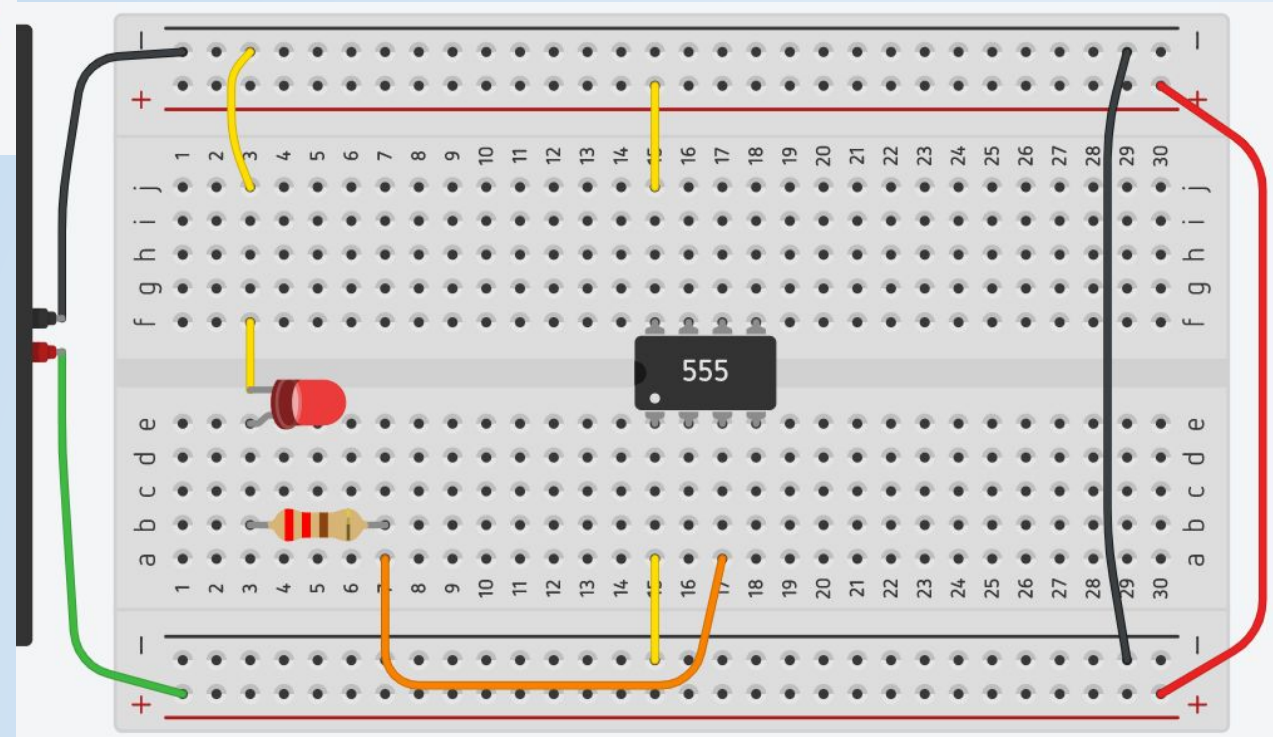 − −
+ +
1 2 3 4 5 6 7 8 9 10 11 12 13 14 15 16 17 18 19 20 21 22 23 24 25 26 27 28 29 30
j j
i i
h h
g g
f f
555
e e
d d
c c
b b
a a
1 2 3 4 5 6 7 8 9 10 11 12 13 14 15 16 17 18 19 20 21 22 23 24 25 26 27 28 29 30
− −
+ +